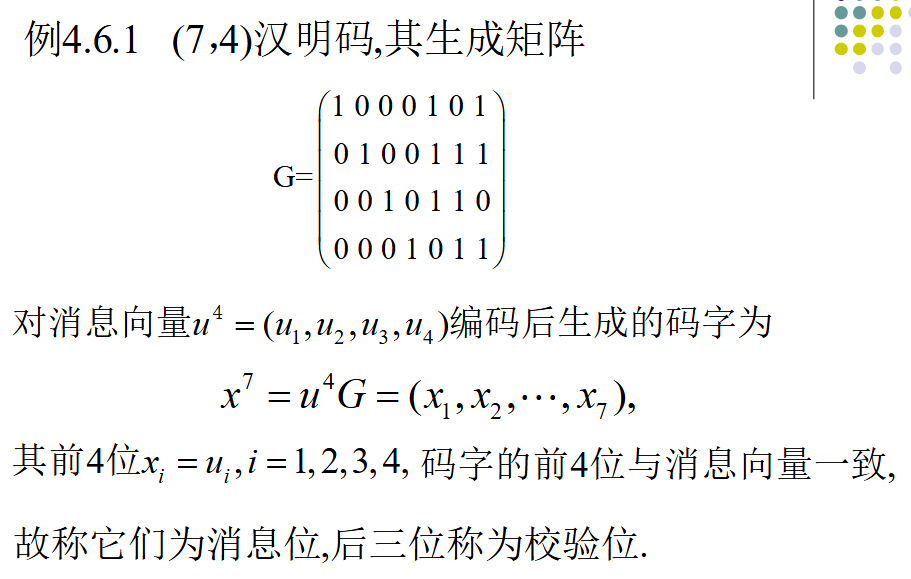 例4.6.1 (7,4)汉明码,其生成矩阵
G=
1 0 0 0 1 0 1
0 1 0 0 1 1 1
0 0 1 0 1 1 0
0 0 0 1 0 1 1
对消息向量u⁴ = (u₁,u₂,u₃,u₄)编码后生成的码字为
x⁷ = u⁴G = (x₁,x₂,⋯,x₇),
其前4位xᵢ = uᵢ,i = 1,2,3,4, 码字的前4位与消息向量一致,
故称它们为消息位,后三位称为校验位.